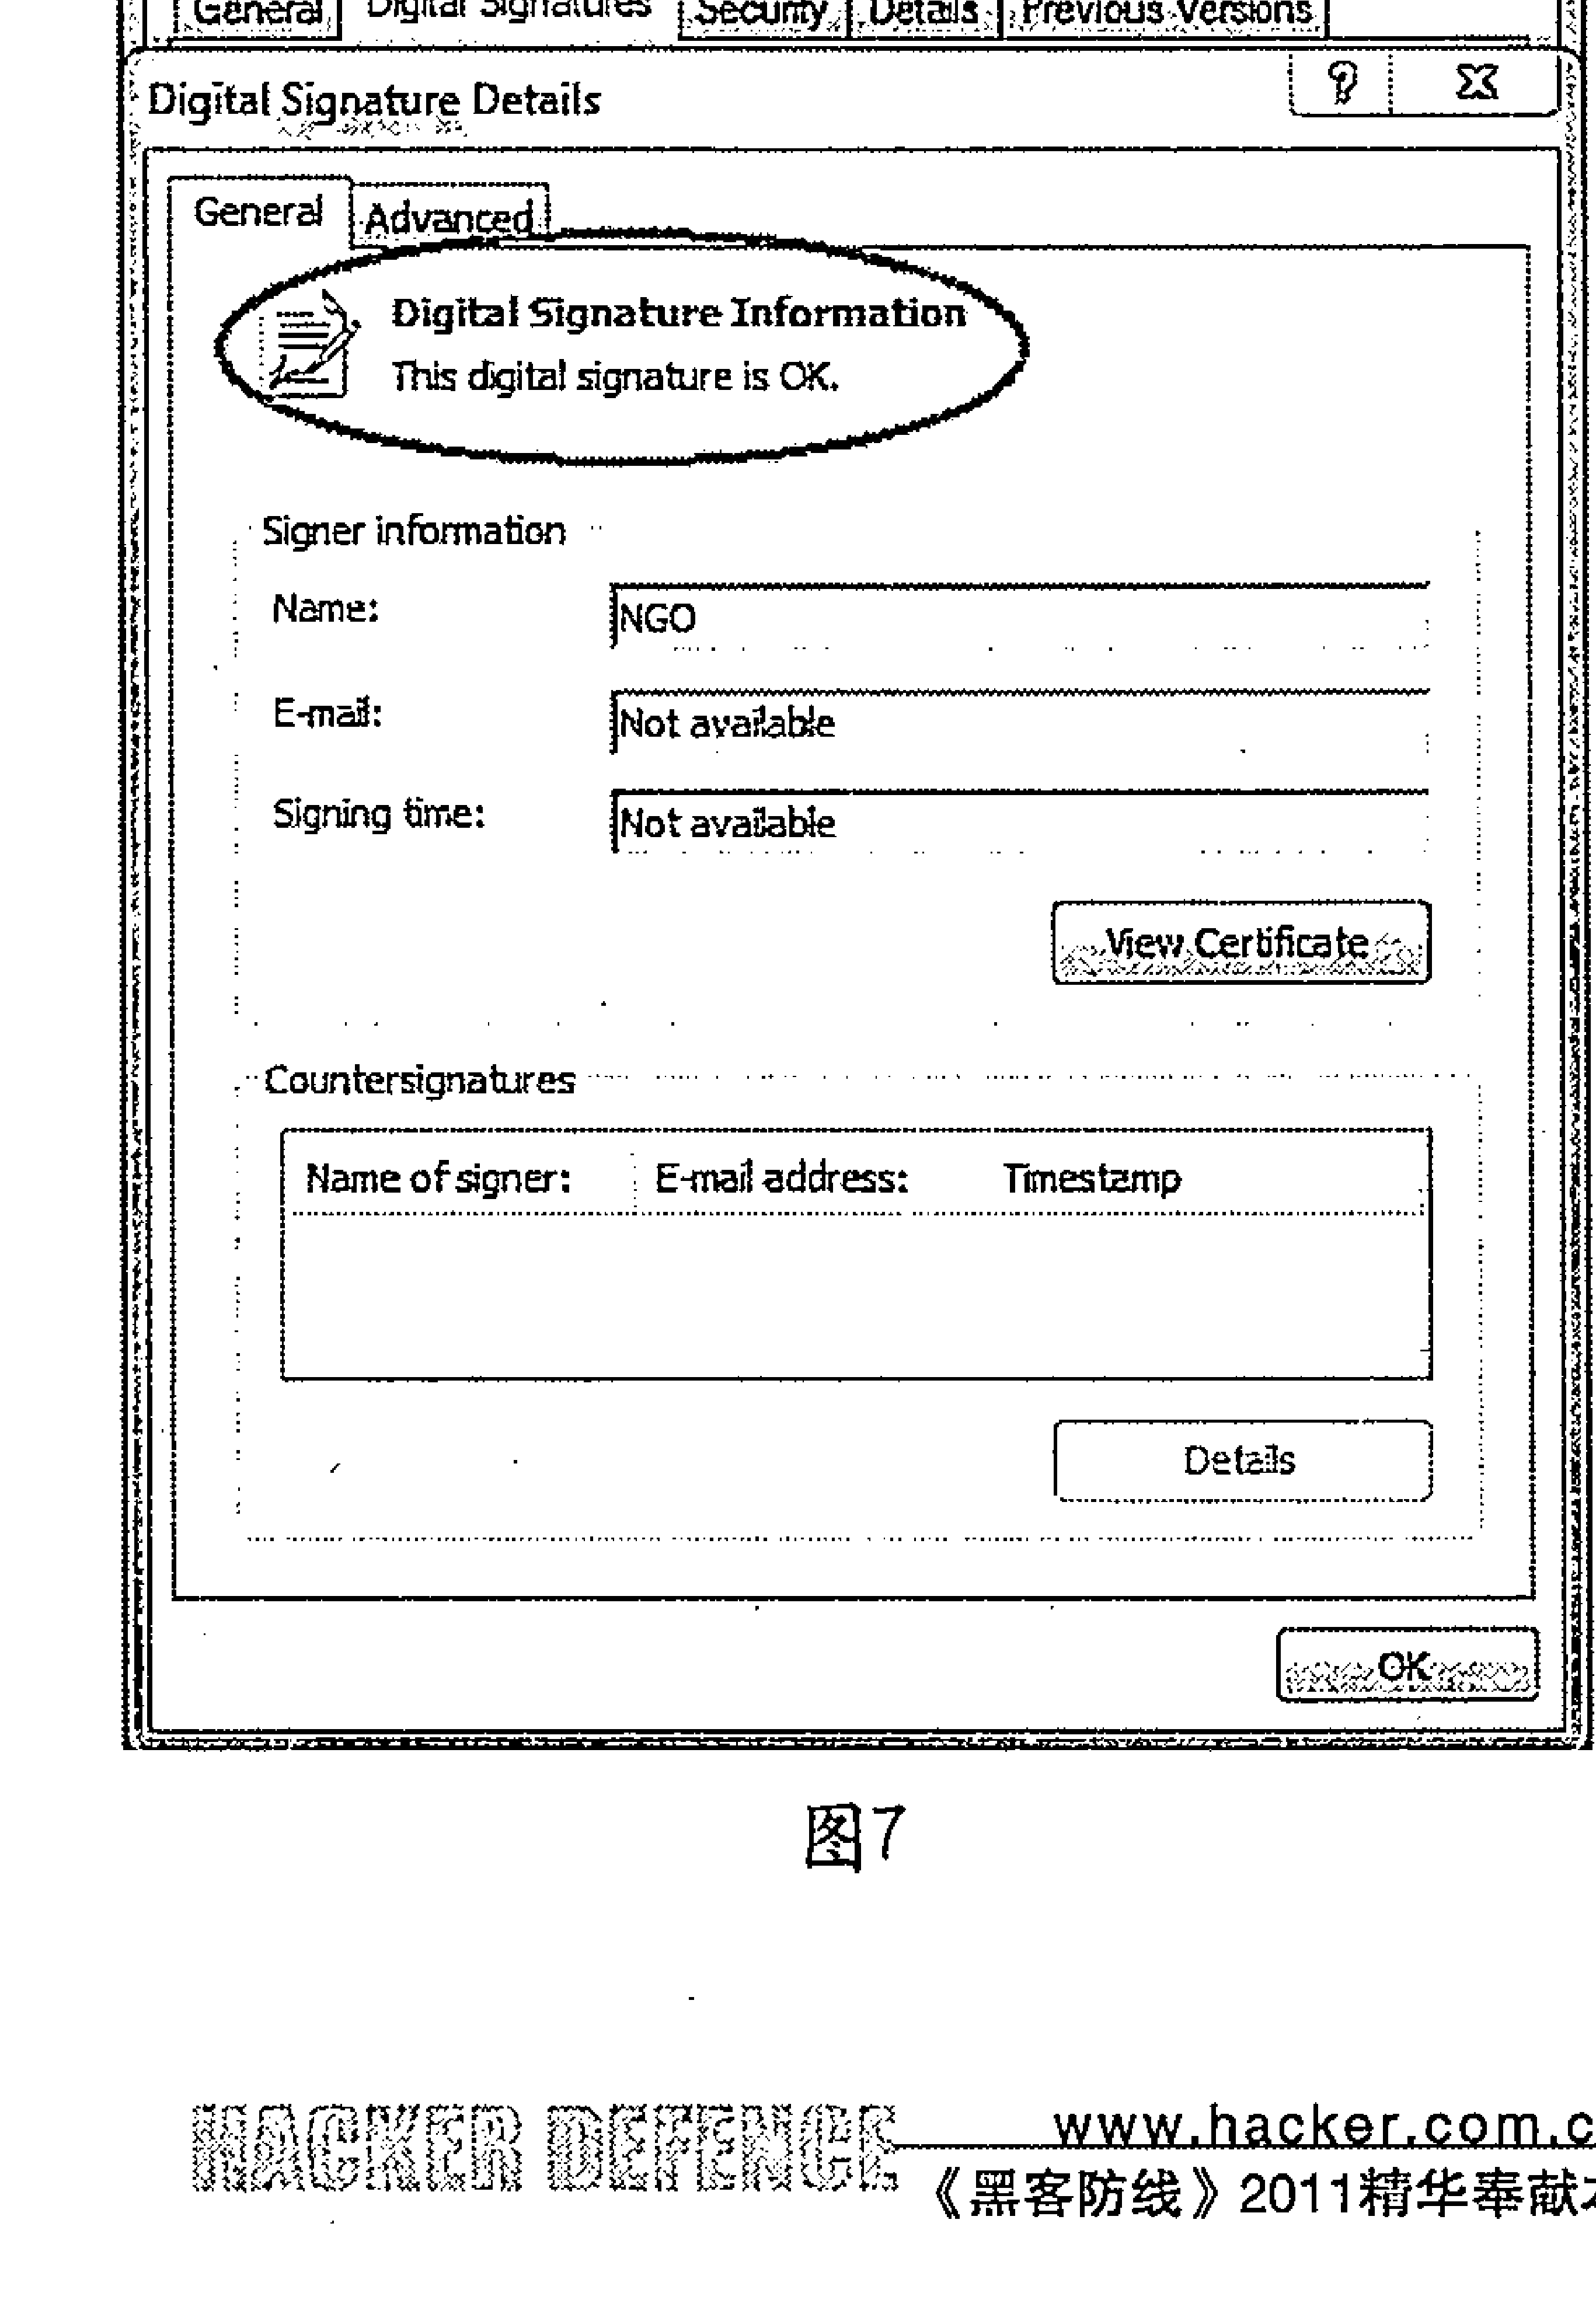 General Digital Signatures Security Details Previous Versions
Digital Signature Details
General Advanced
Digital Signature Information
This digital signature is OK.
Signer information
Name: NGO
E-mail: Not available
Signing time: Not available
View Certificate
Countersignatures
Name of signer: E-mail address: Timestamp
Details
OK
图7
HACKER DEFENCE www.hacker.com.c
《黑客防线》2011精华奉献